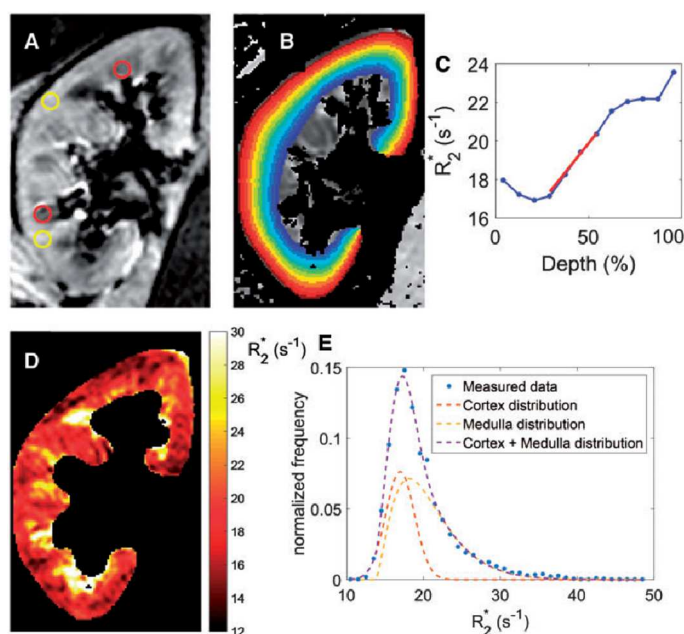 A
B
C
24
22
20
18
16
0
50
100
R2* (s-1)
Depth (%)
D
30
28
26
24
22
20
18
16
14
12
R2* (s-1)
E
0.15
0.1
0.05
0
10
20
30
40
50
normalized frequency
R2* (s-1)
Measured data
Cortex distribution
Medulla distribution
Cortex + Medulla distribution